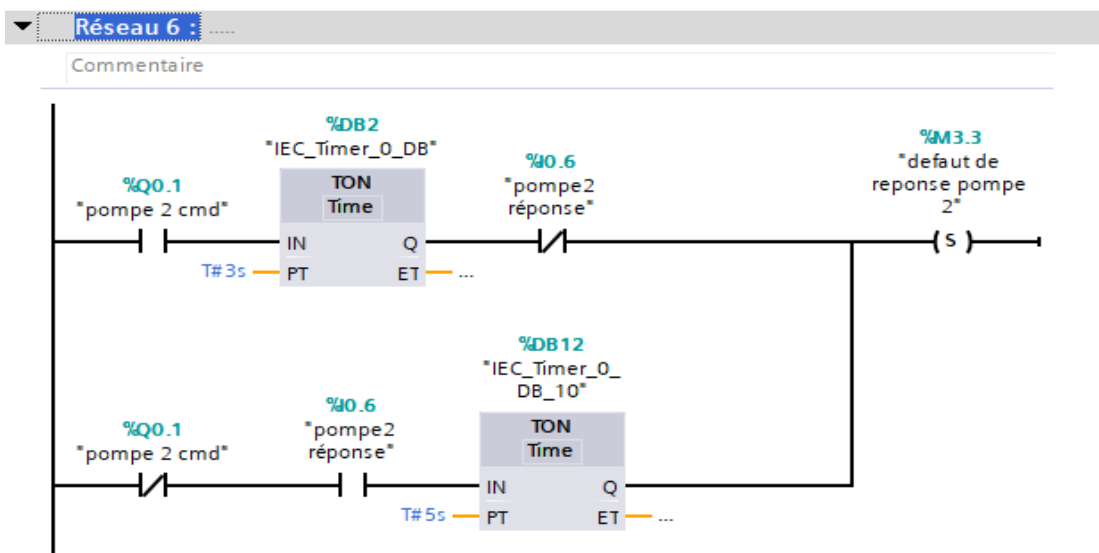 Réseau 6 : .....
Commentaire
%DB2
"IEC_Timer_0_DB"
%Q0.1
"pompe 2 cmd"
TON
Time
IN
Q
T#3s
PT
ET
...
%I0.6
"pompe2
réponse"
%M3.3
"defaut de
reponse pompe
2"
S
%Q0.1
"pompe 2 cmd"
%I0.6
"pompe2
réponse"
%DB12
"IEC_Timer_0_
DB_10"
TON
Time
IN
Q
T#5s
PT
ET
...